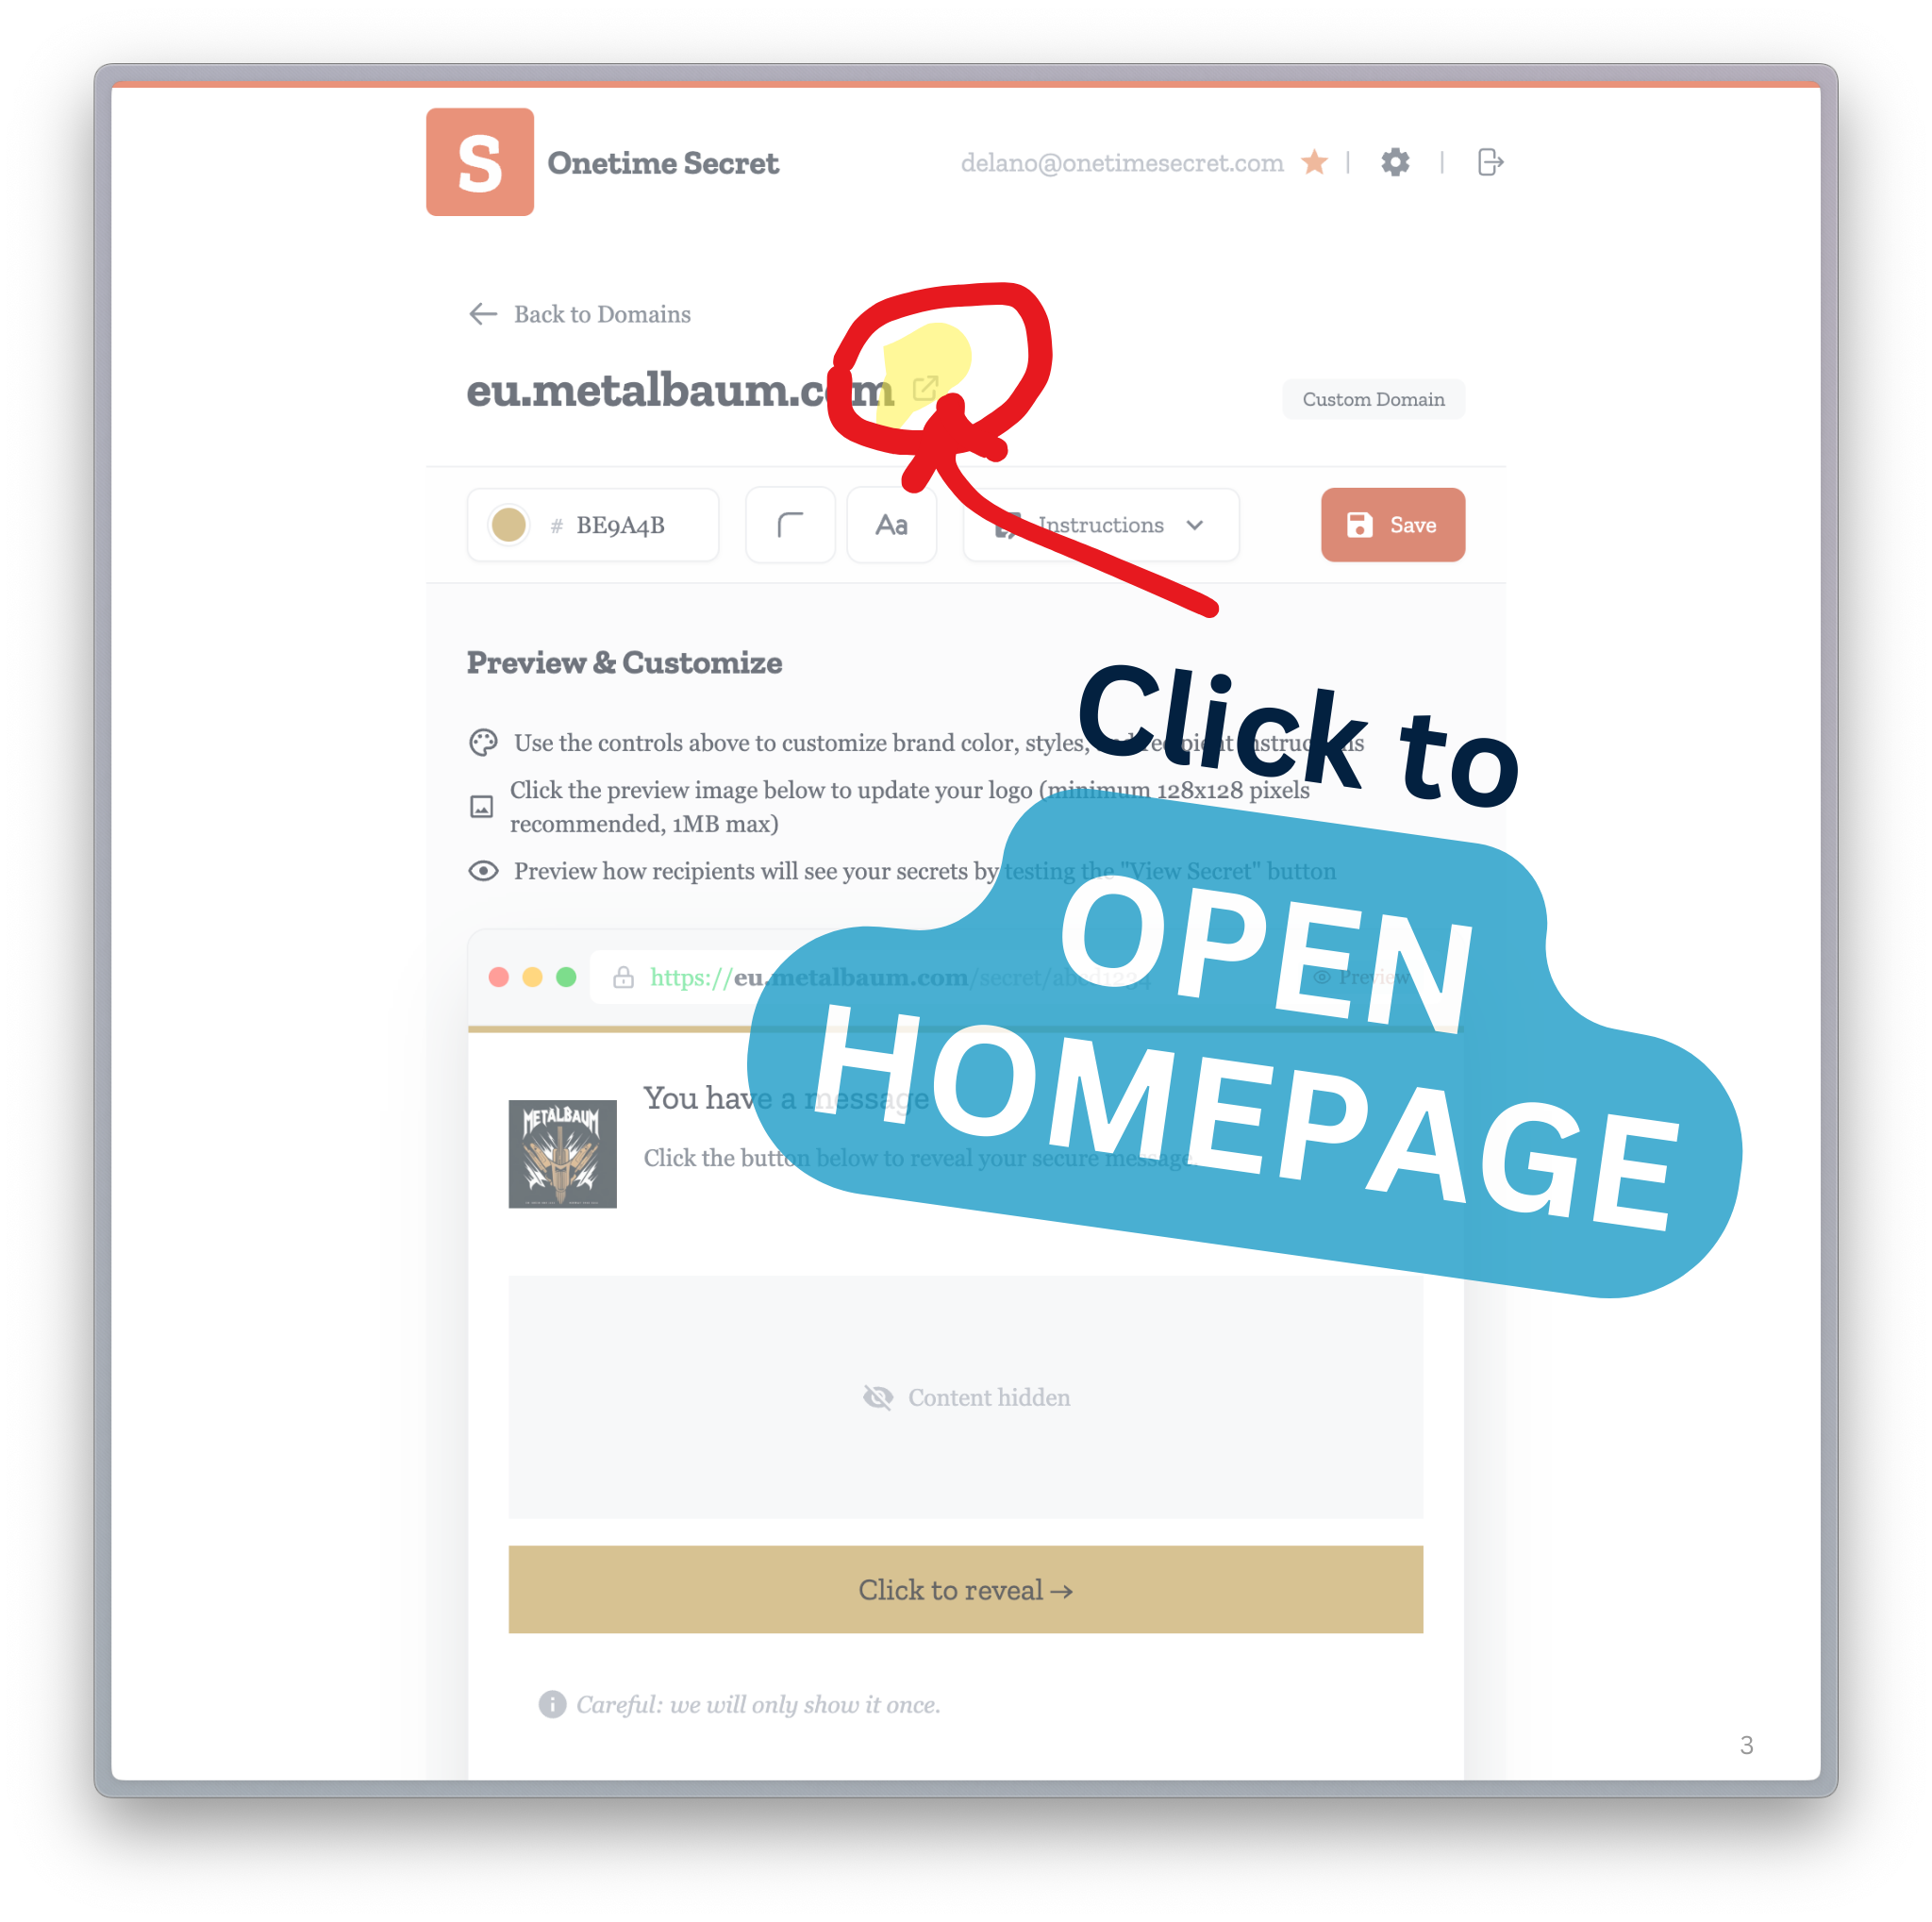 S
Onetime Secret
delano@onetimesecret.com
Back to Domains
eu.metalbaum.com
Custom Domain
# BE9A4B
Aa
Instructions
Save
Preview & Customize
Use the controls above to customize brand color, styles, and recipient instructions
Click the preview image below to update your logo (minimum 128x128 pixels
recommended, 1MB max)
Preview how recipients will see your secrets by testing the "View Secret" button
Click to
OPEN
HOMEPAGE
https://eu.metalbaum.com/secret/abcd1234
Preview
METALBAUM
You have a message
Click the button below to reveal your secure message.
Content hidden
Click to reveal →
Careful: we will only show it once.
3